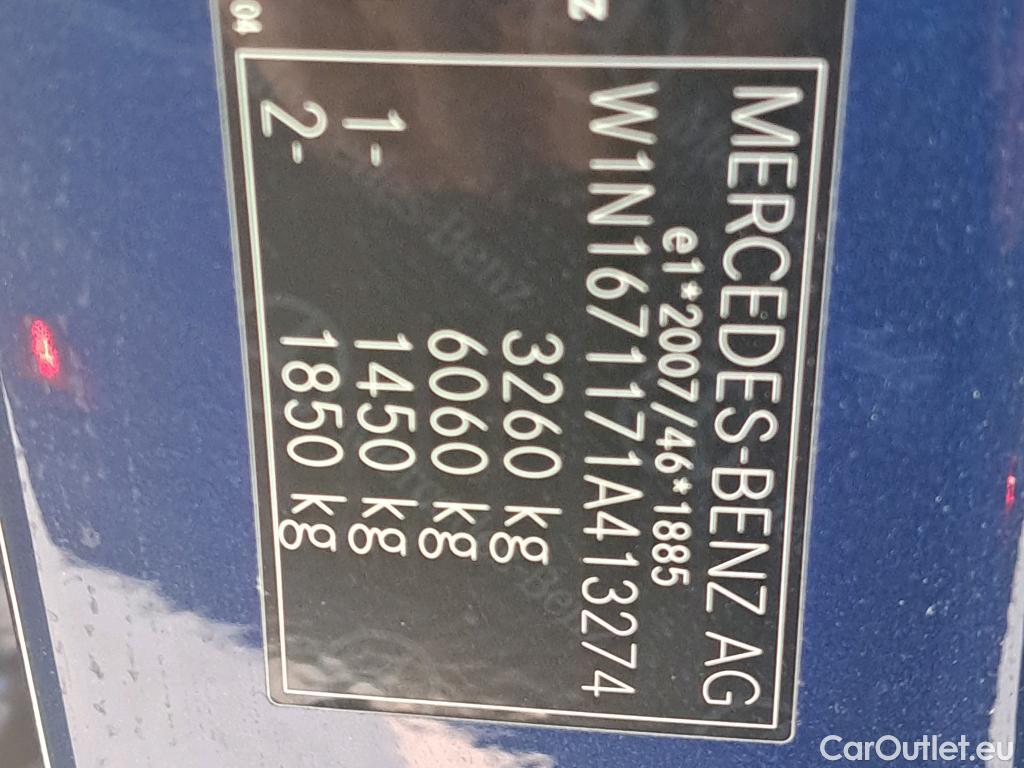 MERCEDES-BENZ AG
e1*2007/46*1885
W1N1671171A413274
3260 kg
6060 kg
1- 1450 kg
2- 1850 kg
04
z
CarOutlet.eu